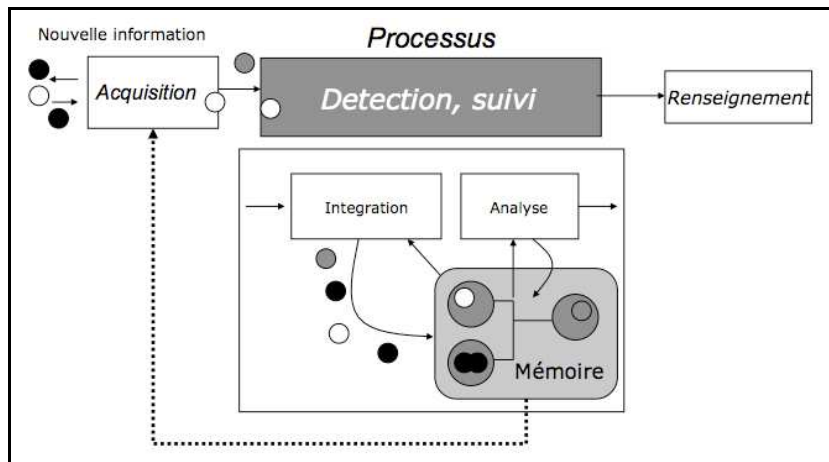 Nouvelle information
Processus
Acquisition
Detection, suivi
Renseignement
Integration
Analyse
Mémoire